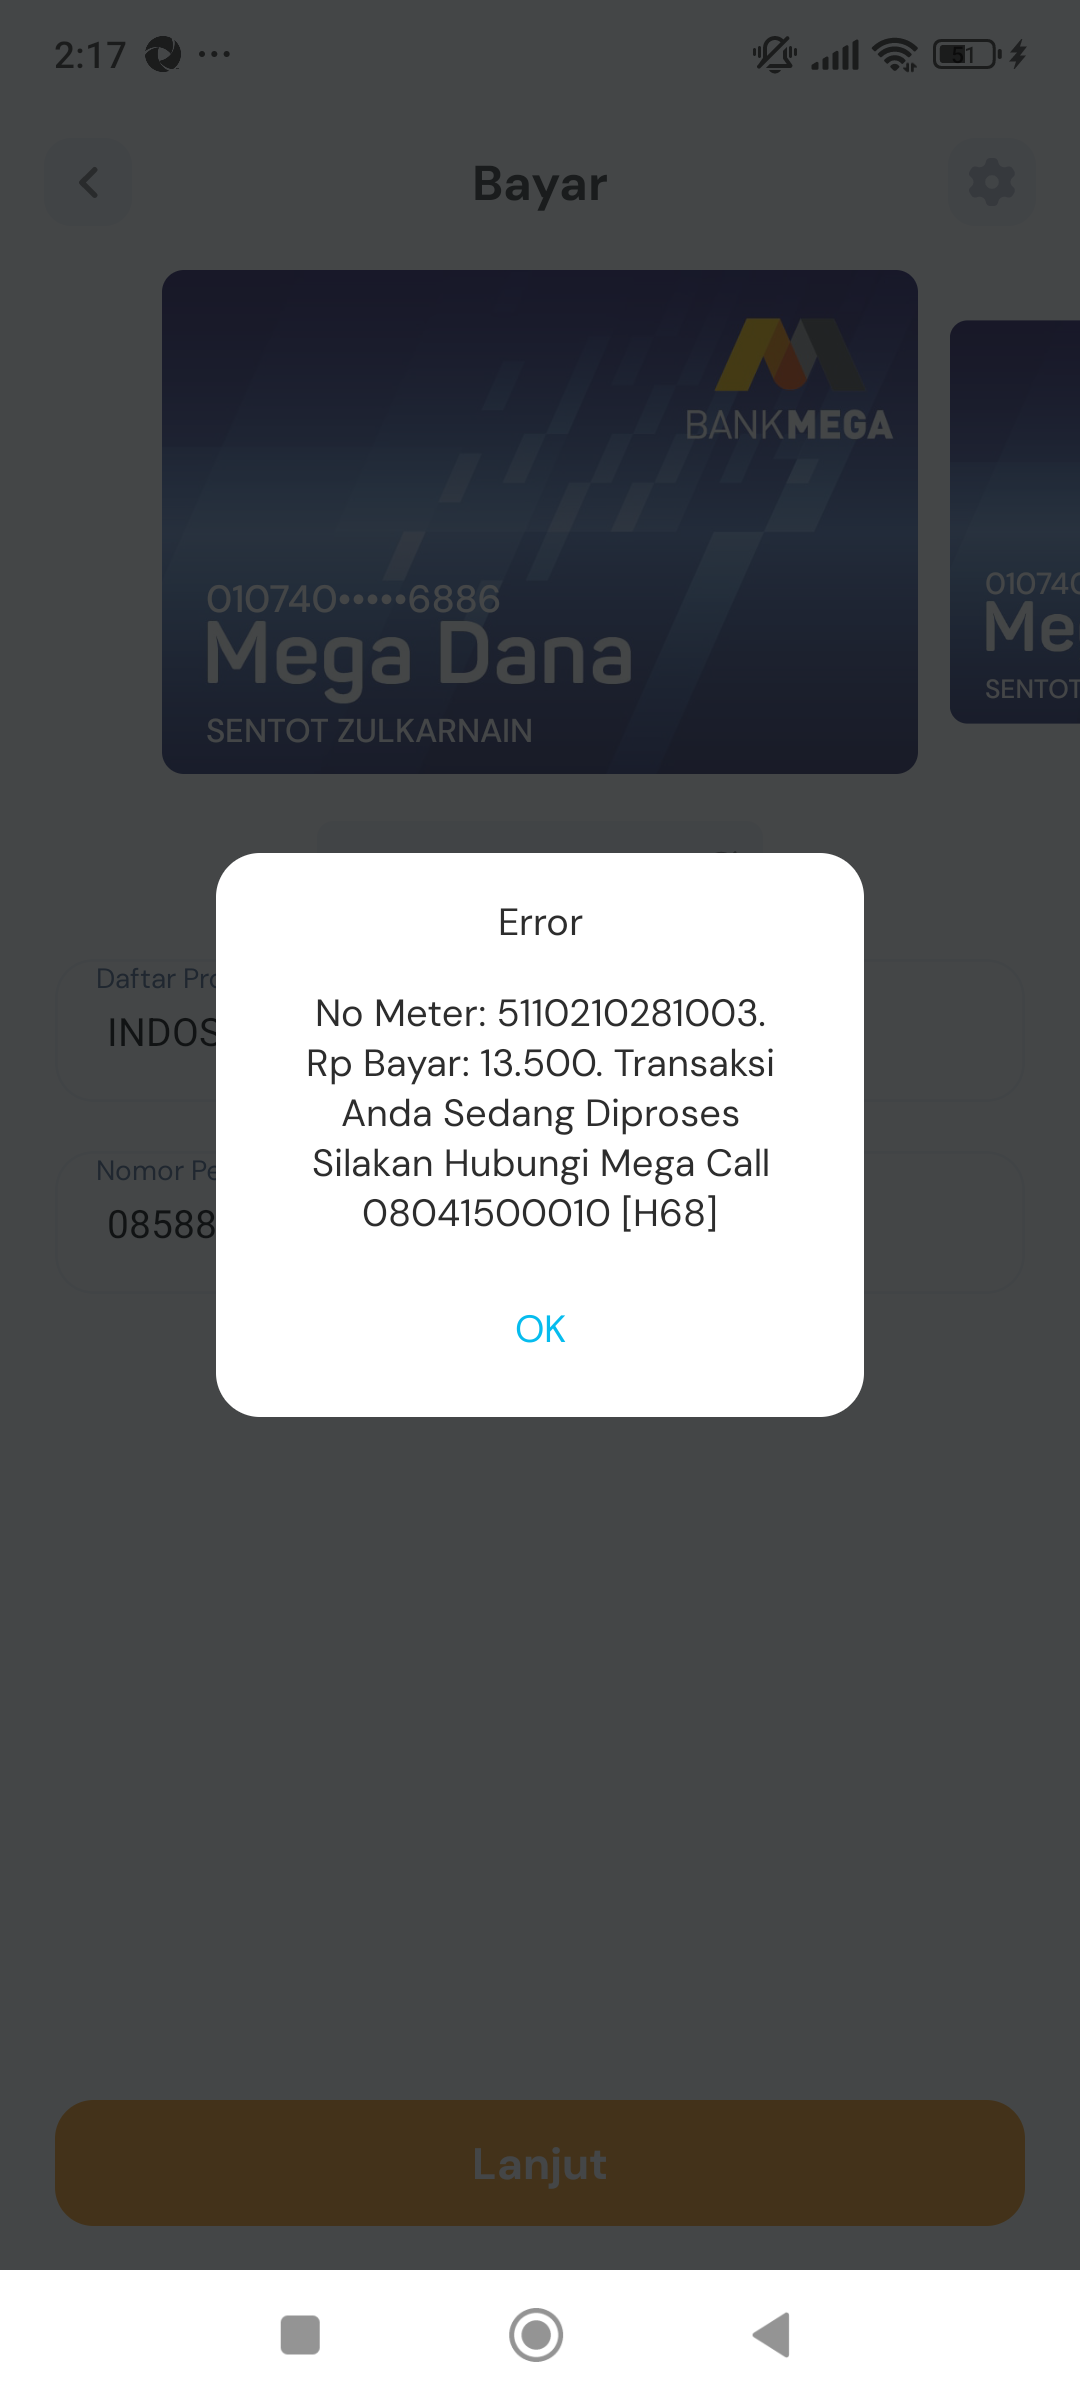 2:17
51
Bayar
BANKMEGA
010740•••••6886
Mega Dana
SENTOT ZULKARNAIN
010740
Me
SENTOT
Error
No Meter: 5110210281003.
Rp Bayar: 13.500. Transaksi
Anda Sedang Diproses
Silakan Hubungi Mega Call
08041500010 [H68]
OK
Daftar Pro
INDOS
Nomor Pe
08588
Lanjut